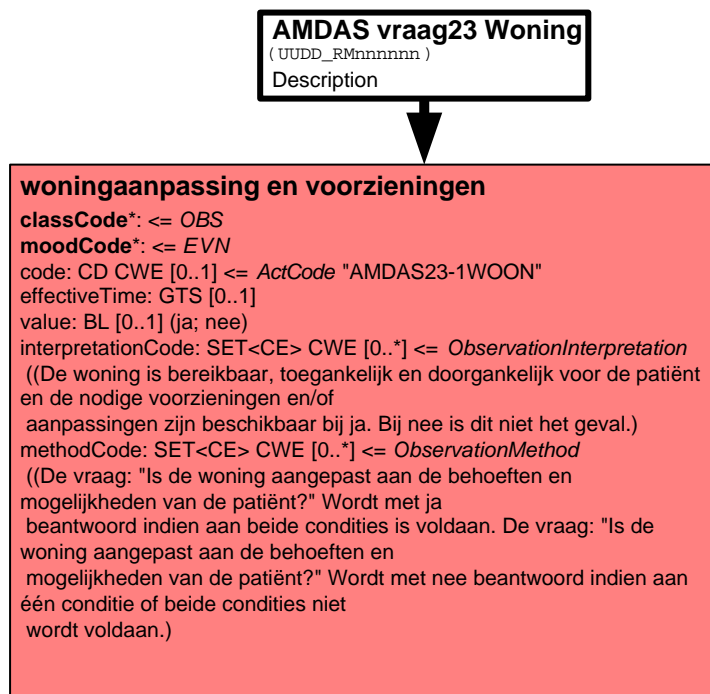 AMDAS vraag23 Woning
(UUDD_RMnnnnnn )
Description
woningaanpassing en voorzieningen
classCode*: <= OBS
moodCode*: <= EVN
code: CD CWE [0..1] <= ActCode "AMDAS23-1WOON"
effectiveTime: GTS [0..1]
value: BL [0..1] (ja; nee)
interpretationCode: SET<CE> CWE [0..*] <= ObservationInterpretation
((De woning is bereikbaar, toegankelijk en doorgankelijk voor de patiënt
en de nodige voorzieningen en/of
aanpassingen zijn beschikbaar bij ja. Bij nee is dit niet het geval.)
methodCode: SET<CE> CWE [0..*] <= ObservationMethod
((De vraag: "Is de woning aangepast aan de behoeften en
mogelijkheden van de patiënt?" Wordt met ja
beantwoord indien aan beide condities is voldaan. De vraag: "Is de
woning aangepast aan de behoeften en
mogelijkheden van de patiënt?" Wordt met nee beantwoord indien aan
één conditie of beide condities niet
wordt voldaan.)